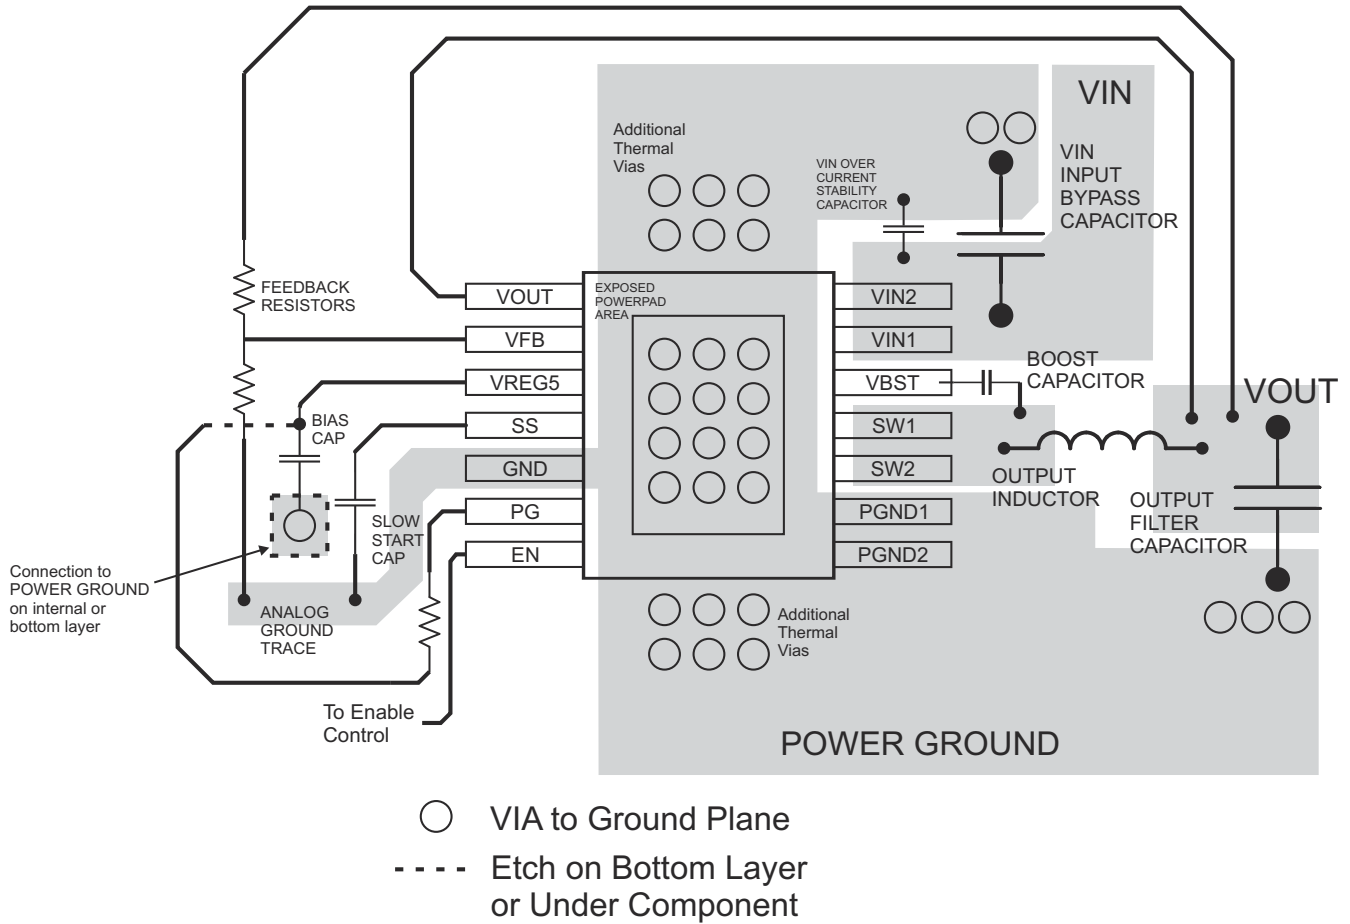 VIN
Additional
Thermal
Vias
VIN OVER
CURRENT
STABILITY
CAPACITOR
VIN
INPUT
BYPASS
CAPACITOR
FEEDBACK
RESISTORS
EXPOSED
POWERPAD
AREA
VOUT
VFB
VREG5
SS
GND
PG
EN
VIN2
VIN1
VBST
SW1
SW2
PGND1
PGND2
BOOST
CAPACITOR
VOUT
BIAS
CAP
OUTPUT
INDUCTOR
OUTPUT
FILTER
CAPACITOR
SLOW
START
CAP
Connection to
POWER GROUND
on internal or
bottom layer
ANALOG
GROUND
TRACE
Additional
Thermal
Vias
To Enable
Control
POWER GROUND
VIA to Ground Plane
Etch on Bottom Layer
or Under Component